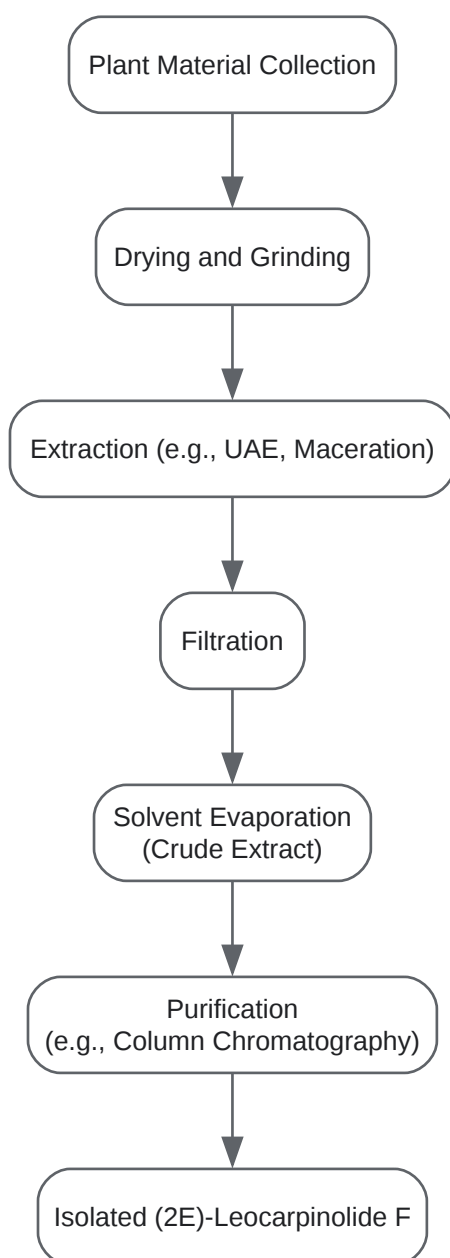 Plant Material Collection
Drying and Grinding
Extraction (e.g., UAE, Maceration)
Filtration
Solvent Evaporation
(Crude Extract)
Purification
(e.g., Column Chromatography)
Isolated (2E)-Leocarpinolide F